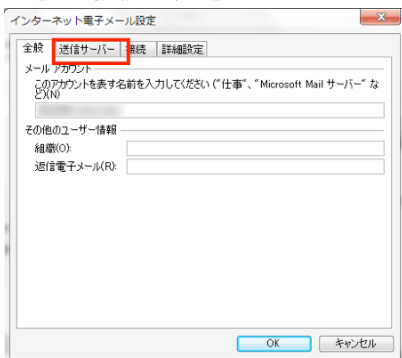 インターネット電子メール設定
全般 送信サーバー 接続 詳細設定
メール アカウント
このアカウントを表す名前を入力してください ("仕事"、"Microsoft Mail サーバー" な
ど)(N)
その他のユーザー情報
組織(O):
返信電子メール(R):
OK キャンセル